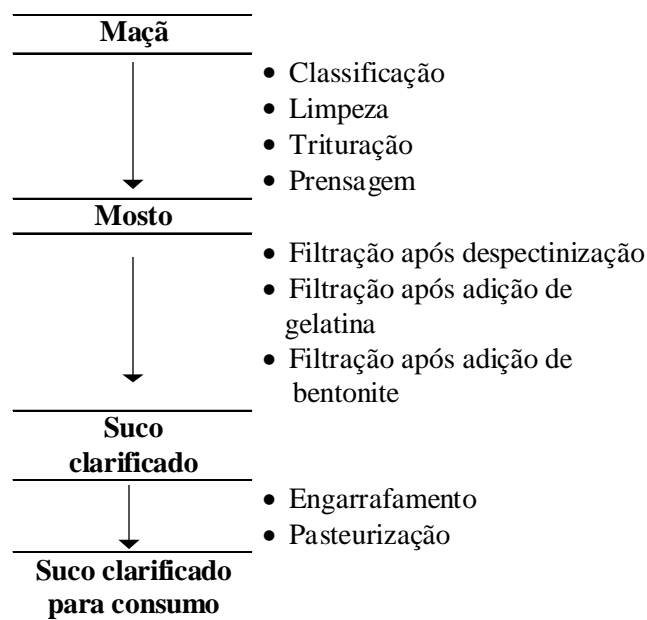 Maçã
• Classificação
• Limpeza
• Trituração
• Prensagem
Mosto
• Filtração após despectinização
• Filtração após adição de
gelatina
• Filtração após adição de
bentonite
Suco
clarificado
• Engarrafamento
• Pasteurização
Suco clarificado
para consumo